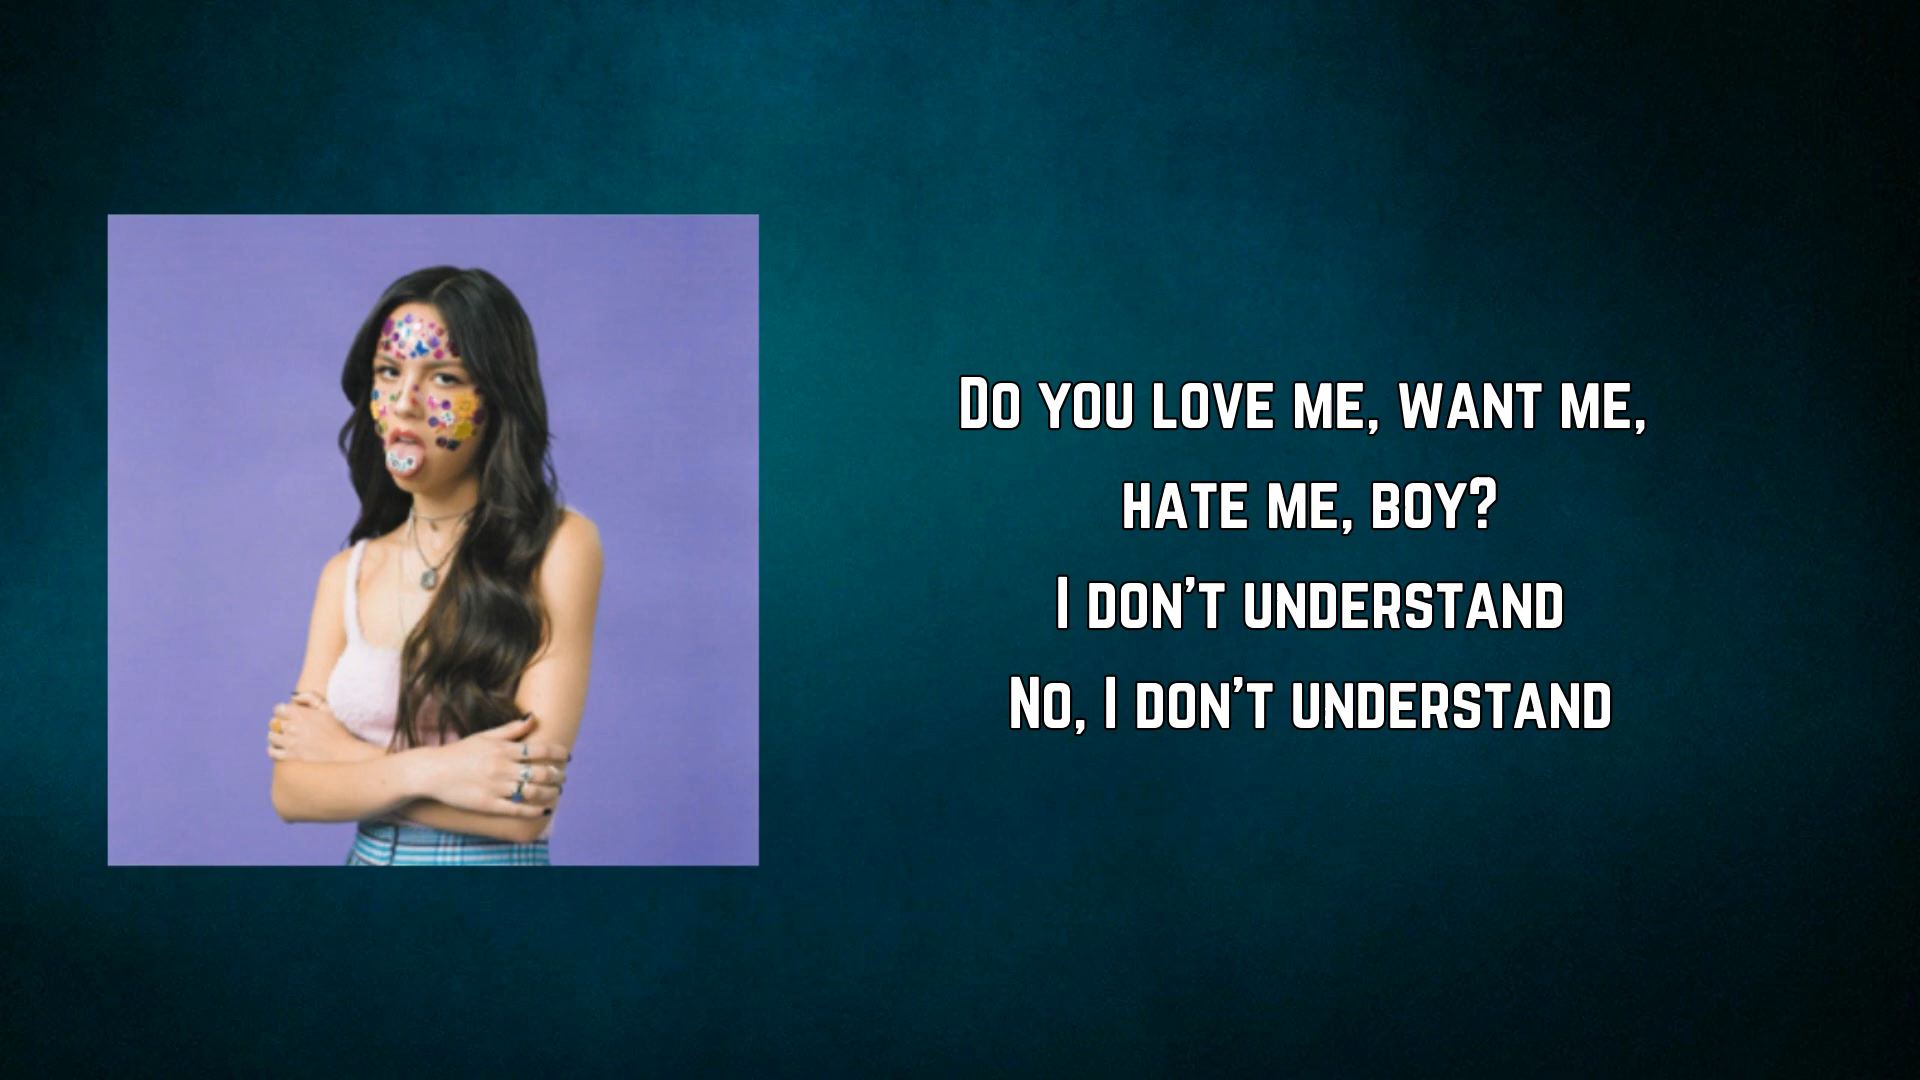 Do you love me, want me,
hate me, boy?
I don't understand
No, I don't understand